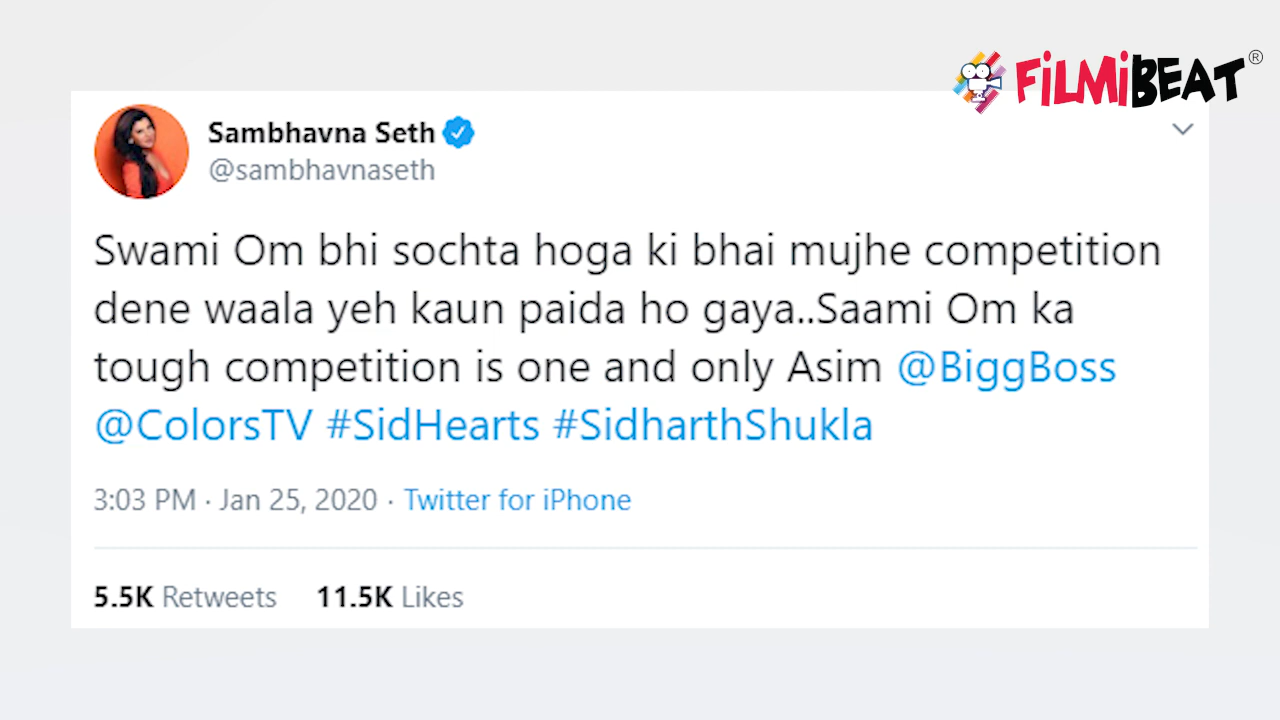 FiLMiBEAT®
Sambhavna Seth
@sambhavnaseth
Swami Om bhi sochta hoga ki bhai mujhe competition
dene waala yeh kaun paida ho gaya..Saami Om ka
tough competition is one and only Asim @BiggBoss
@ColorsTV #SidHearts #SidharthShukla
3:03 PM · Jan 25, 2020 · Twitter for iPhone
5.5K Retweets 11.5K Likes